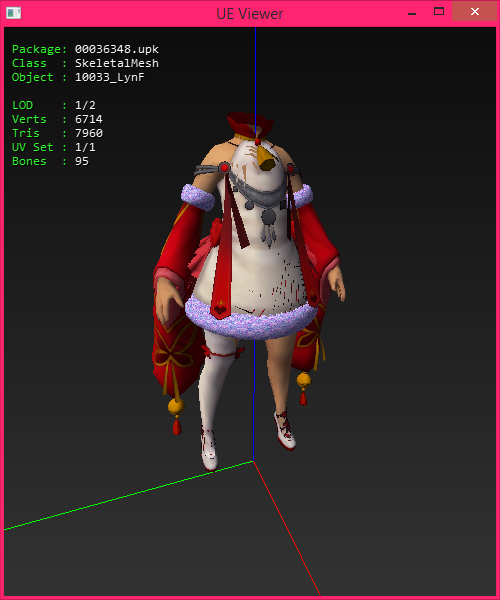 UE Viewer
Package: 00036348.upk
Class : SkeletalMesh
Object : 10033_LynF
LOD : 1/2
Verts : 6714
Tris : 7960
UV Set : 1/1
Bones : 95